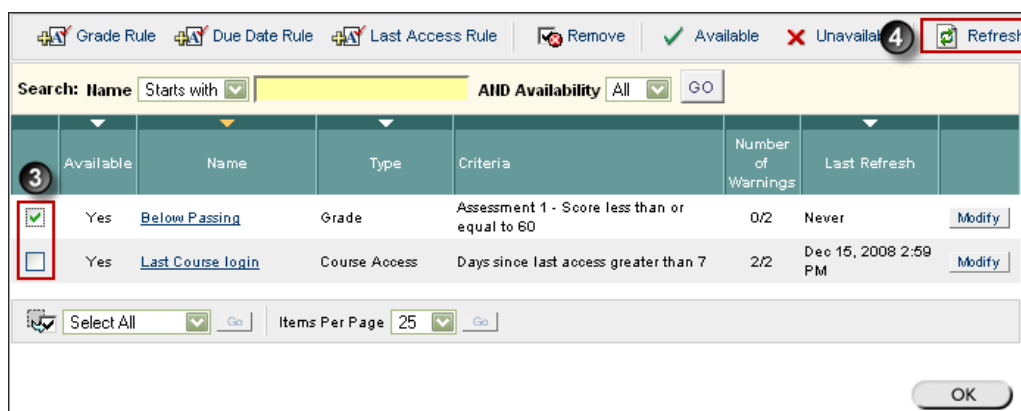 Grade Rule Due Date Rule Last Access Rule Remove Available Unavailab 4 Refresh
Search: Name Starts with AND Availability All GO
Available Name Type Criteria Number of Warnings Last Refresh
3
Yes Below Passing Grade Assessment 1 - Score less than or equal to 60 0/2 Never Modify
Yes Last Course login Course Access Days since last access greater than 7 2/2 Dec 15, 2008 2:59 PM Modify
Select All Go Items Per Page 25 Go
OK